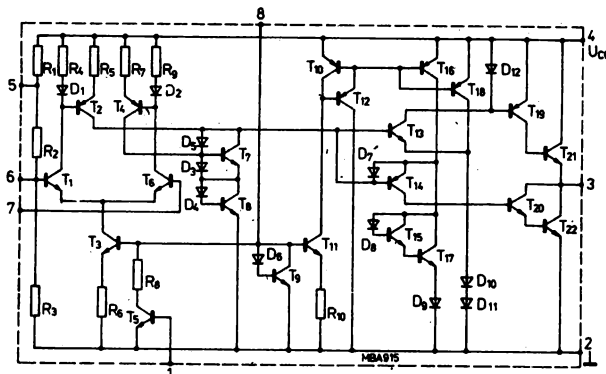 8
4
U_CC
R1 R4 R5 R7 R9
T10 T16 D12
5
D1 D2
T2 T4
T12 T18
T19
T13
R2
D5
T7
D3
T21
D7
6
T1 T6
T14
3
7
D4
T8
T20
T22
T15
D8
T3
T11
T17
D6
T9
R8
D10
R3
R6
R10
D9 D11
T5
MBA915
2
1